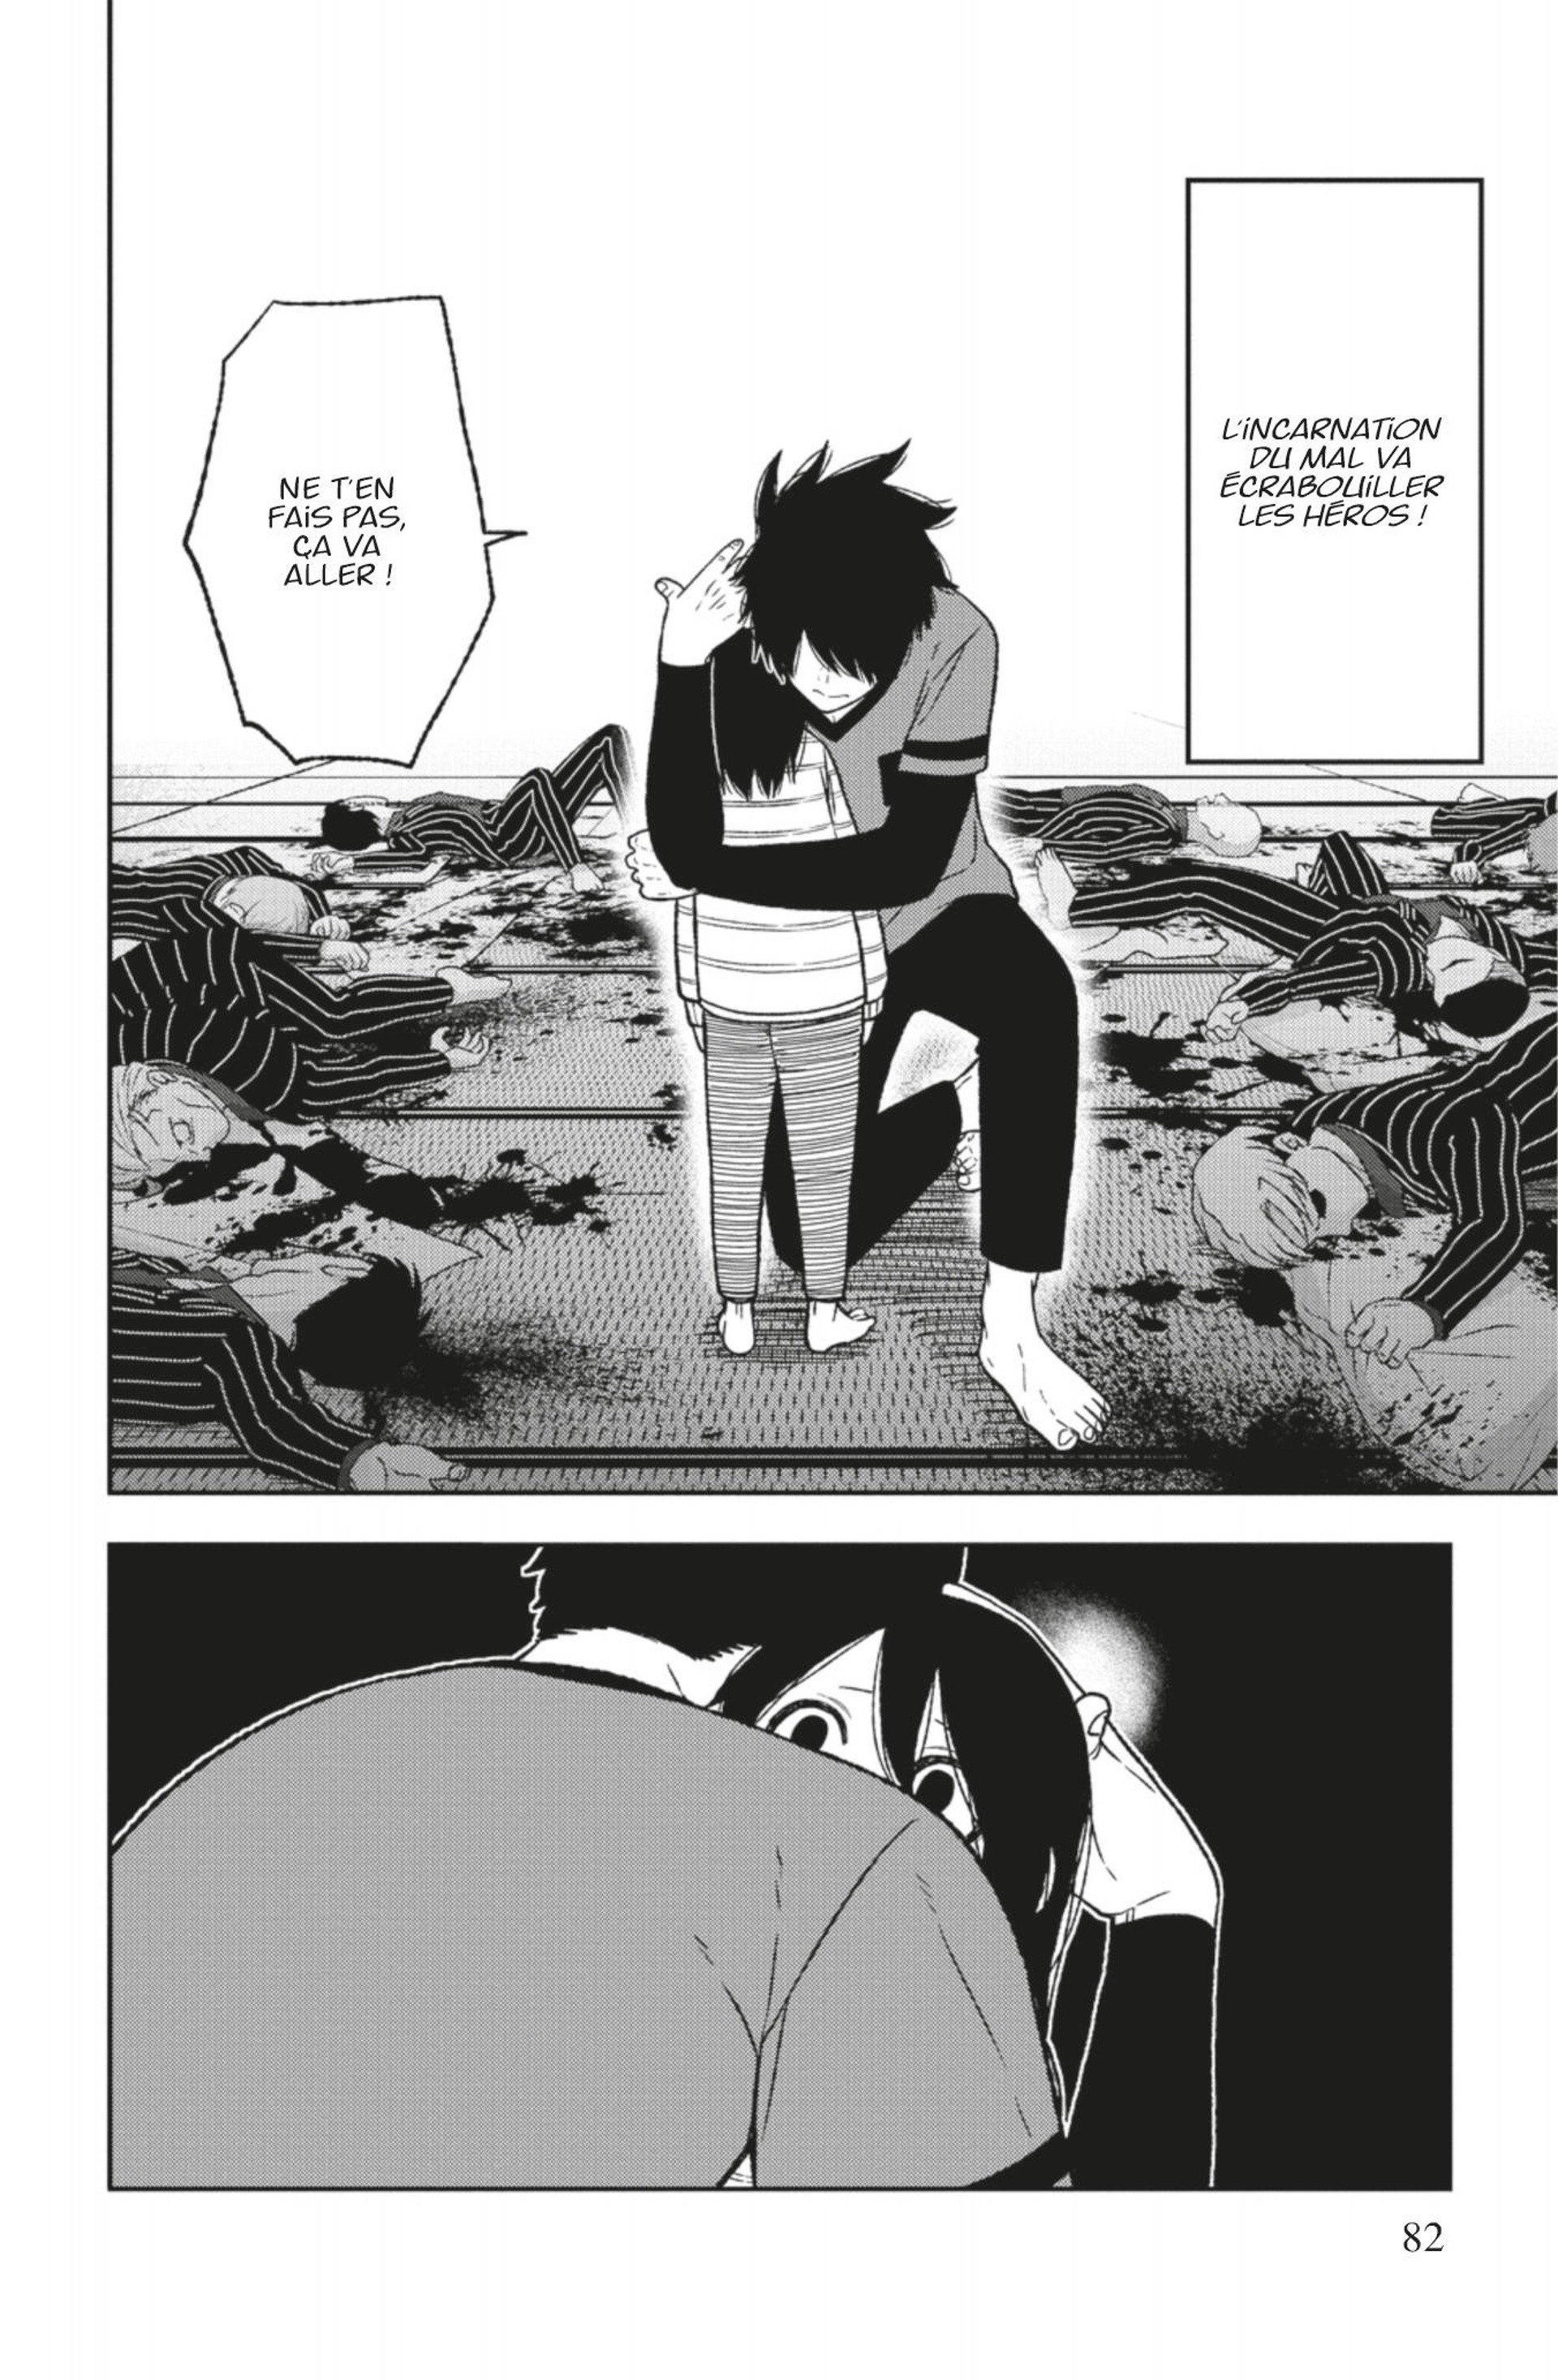 L'INCARNATION
DU MAL VA
ÉCRABOUILLER
LES HÉROS !
NE T'EN
FAIS PAS,
ÇA VA
ALLER !
82